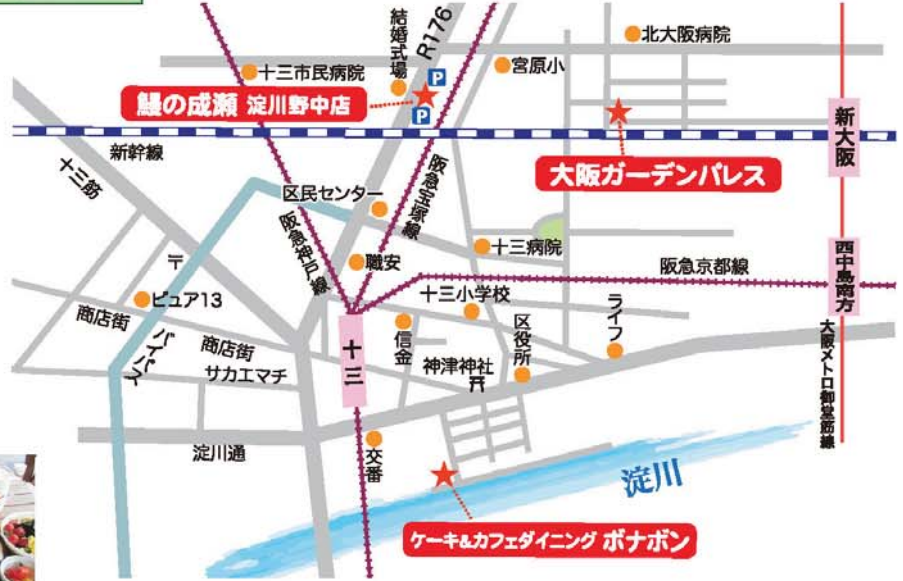 結婚式場
R176
北大阪病院
十三市民病院
P
宮原小
鰻の成瀬 淀川野中店
P
新大阪
新幹線
大阪ガーデンパレス
十三筋
区民センター
阪急宝塚線
阪急神戸線
十三病院
職安
〒
阪急京都線
西中島南方
ピュア13
十三小学校
商店街
バイパス
商店街
サカエマチ
十三
信金
区役所
ライフ
神津神社
大阪メトロ御堂筋線
淀川通
交番
淀川
ケーキ&カフェダイニング ボナボン